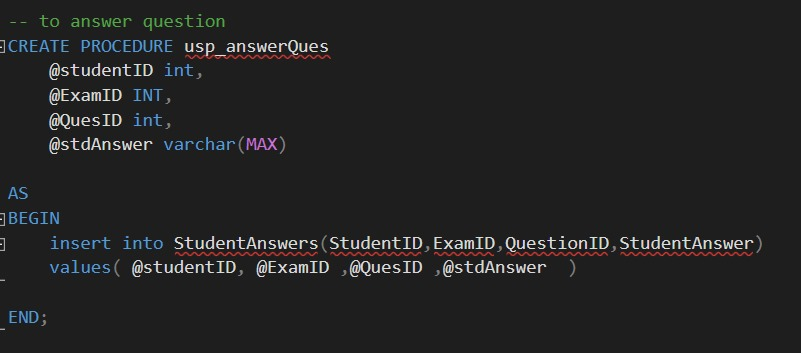 -- to answer question
CREATE PROCEDURE usp_answerQues
@studentID int,
@ExamID INT,
@QuesID int,
@stdAnswer varchar(MAX)
AS
BEGIN
insert into StudentAnswers(StudentID,ExamID,QuestionID,StudentAnswer)
values( @studentID, @ExamID ,@QuesID ,@stdAnswer  )
END;